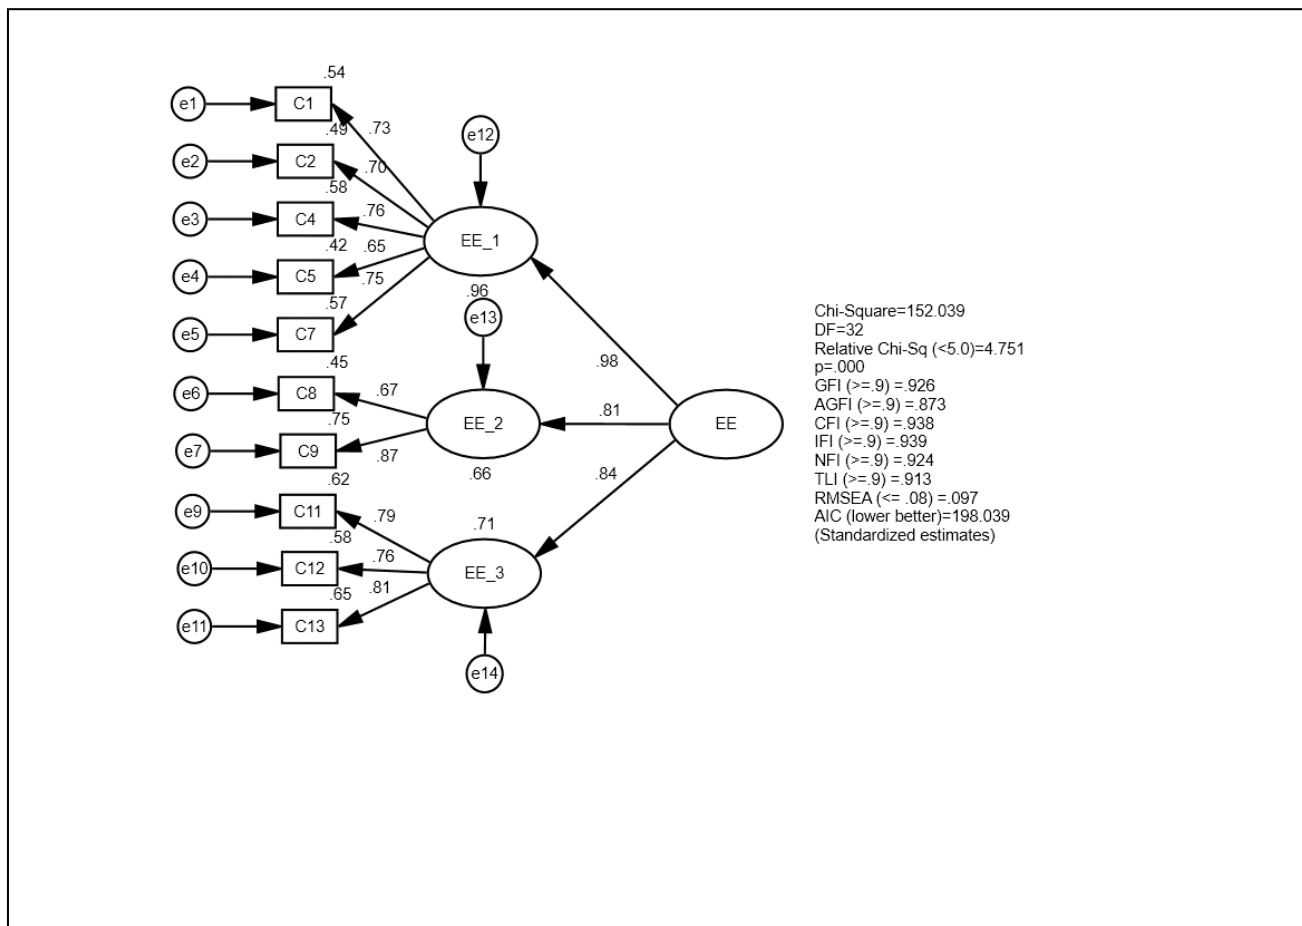 .54
e1
C1
.49
.73
e12
e2
C2
.70
.58
e3
C4
.76
EE_1
.42
.65
e4
C5
.75
.96
.57
e13
e5
C7
.98
.45
e6
C8
.67
.81
.75
EE_2
EE
e7
C9
.87
.66
.62
e9
C11
.79
.84
.71
.58
e10
C12
.76
EE_3
.65
.81
e11
C13
e14
Chi-Square=152.039
DF=32
Relative Chi-Sq (<5.0)=4.751
p=.000
GFI (>=.9) =.926
AGFI (>=.9) =.873
CFI (>=.9) =.938
IFI (>=.9) =.939
NFI (>=.9) =.924
TLI (>=.9) =.913
RMSEA (<= .08) =.097
AIC (lower better)=198.039
(Standardized estimates)